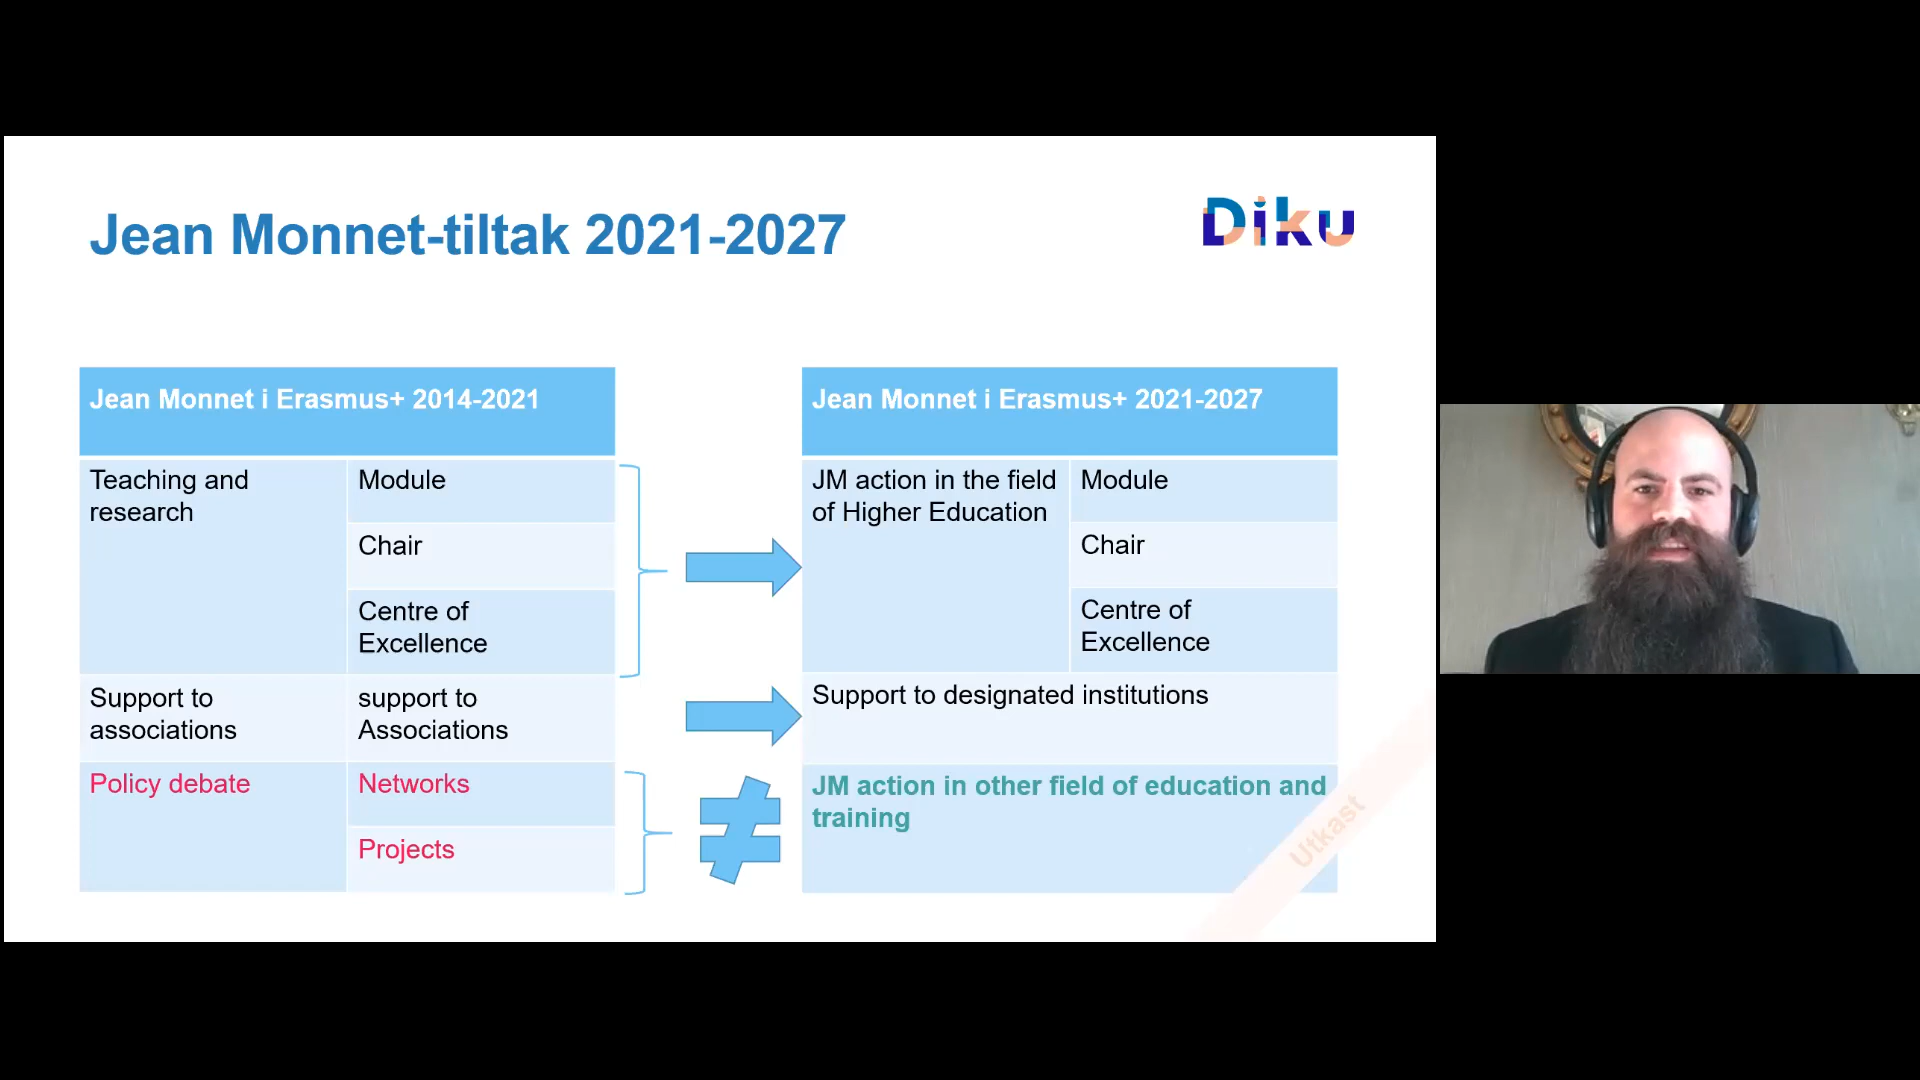 Jean Monnet-tiltak 2021-2027
Diku
Jean Monnet i Erasmus+ 2014-2021
Teaching and
research
Module
Chair
Centre of
Excellence
Support to
associations
support to
Associations
Policy debate
Networks
Projects
Jean Monnet i Erasmus+ 2021-2027
JM action in the field
of Higher Education
Module
Chair
Centre of
Excellence
Support to designated institutions
JM action in other field of education and
training
Utkast